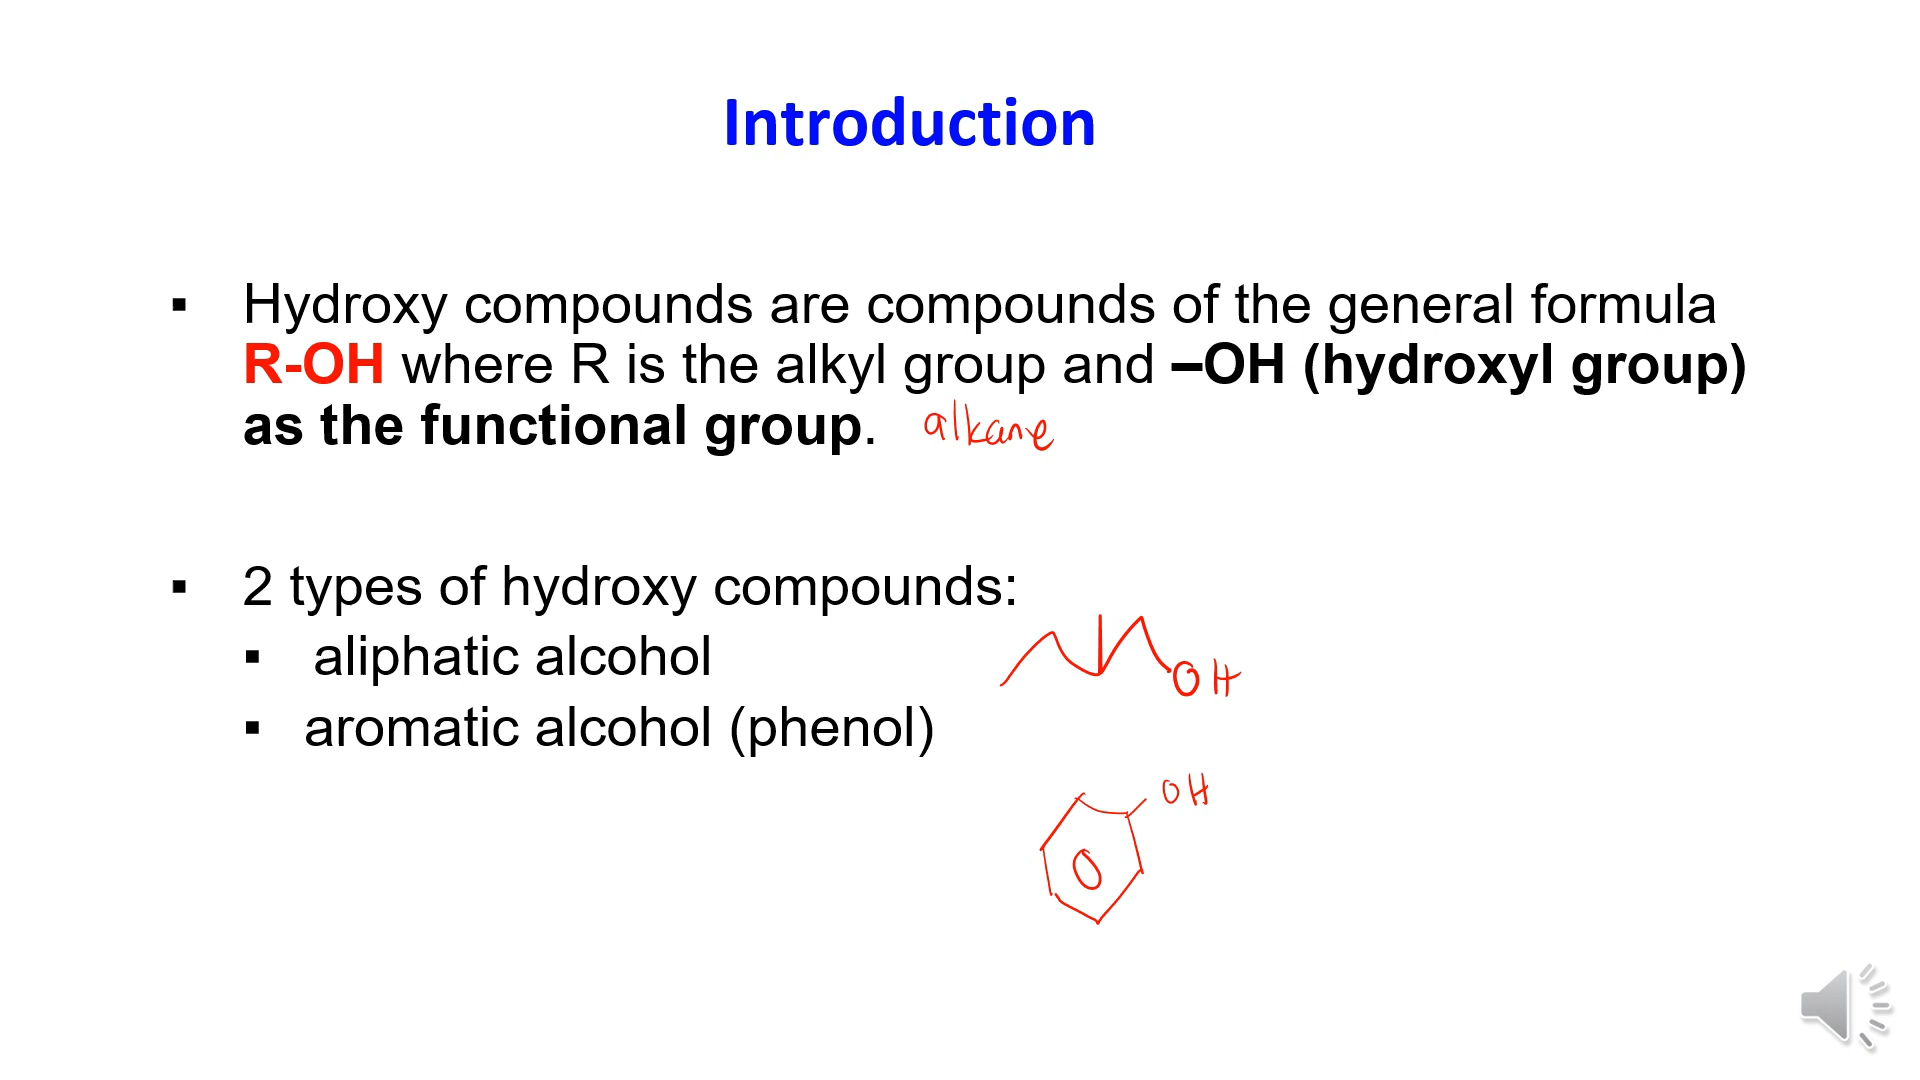 Introduction
▪ Hydroxy compounds are compounds of the general formula
R-OH where R is the alkyl group and –OH (hydroxyl group)
as the functional group. alkane
▪ 2 types of hydroxy compounds:
▪ aliphatic alcohol
OH
▪ aromatic alcohol (phenol)
OH